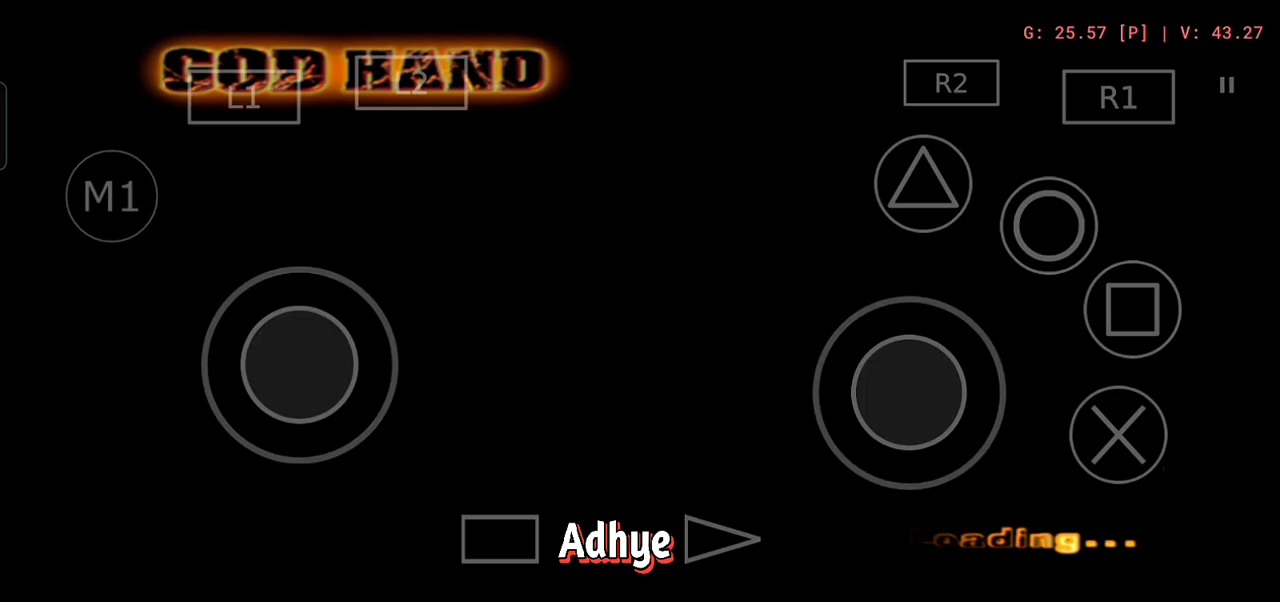 G: 25.57 [P] | V: 43.27
GOD HAND
L1
L2
R2
R1
M1
Adhye
Loading...